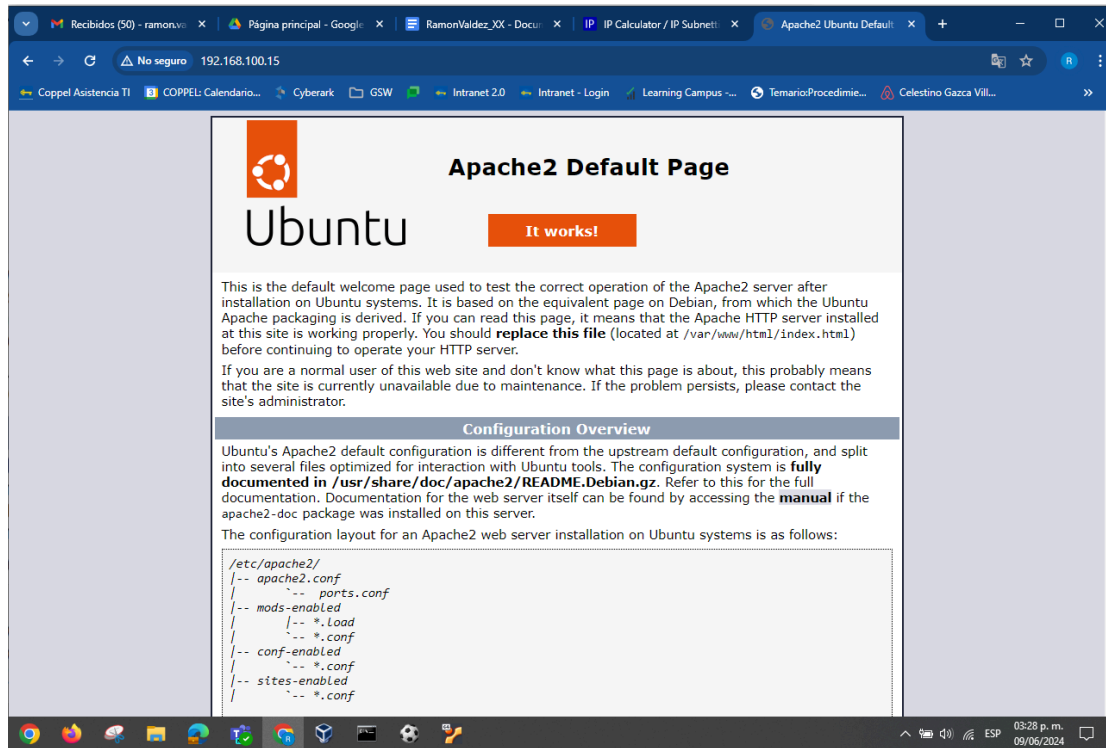 Recibidos (50) - ramon.va
Página principal - Google
RamonValdez_XX - Docun
IP
IP Calculator / IP Subnetti
Apache2 Ubuntu Default
No seguro
192.168.100.15
R
Coppel Asistencia TI
3
COPPEL: Calendario...
Cyberark
GSW
Intranet 2.0
Intranet - Login
Learning Campus -...
Temario:Procedimie...
Celestino Gazca Vill...
»
Ubuntu
Apache2 Default Page
It works!
This is the default welcome page used to test the correct operation of the Apache2 server after
installation on Ubuntu systems. It is based on the equivalent page on Debian, from which the Ubuntu
Apache packaging is derived. If you can read this page, it means that the Apache HTTP server installed
at this site is working properly. You should replace this file (located at /var/www/html/index.html)
before continuing to operate your HTTP server.
If you are a normal user of this web site and don't know what this page is about, this probably means
that the site is currently unavailable due to maintenance. If the problem persists, please contact the
site's administrator.
Configuration Overview
Ubuntu's Apache2 default configuration is different from the upstream default configuration, and split
into several files optimized for interaction with Ubuntu tools. The configuration system is fully
documented in /usr/share/doc/apache2/README.Debian.gz. Refer to this for the full
documentation. Documentation for the web server itself can be found by accessing the manual if the
apache2-doc package was installed on this server.
The configuration layout for an Apache2 web server installation on Ubuntu systems is as follows:
/etc/apache2/
|-- apache2.conf
|       `--  ports.conf
|-- mods-enabled
|       |-- *.load
|       `-- *.conf
|-- conf-enabled
|       `-- *.conf
|-- sites-enabled
|       `-- *.conf
ESP
03:28 p. m.
09/06/2024